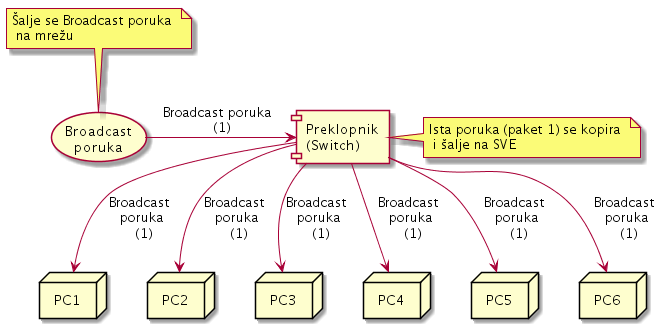 Šalje se Broadcast poruka
na mrežu
Broadcast poruka
(1)
Broadcast
poruka
Preklopnik
(Switch)
Ista poruka (paket 1) se kopira
i šalje na SVE
Broadcast
poruka
(1)
Broadcast
poruka
(1)
Broadcast
poruka
(1)
Broadcast
poruka
(1)
Broadcast
poruka
(1)
Broadcast
poruka
(1)
PC1
PC2
PC3
PC4
PC5
PC6